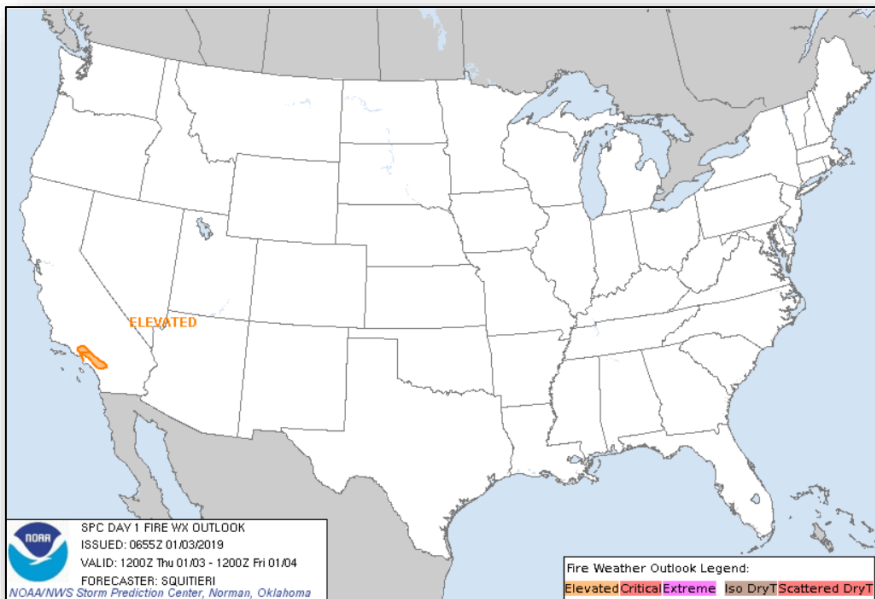 ELEVATED
NOAA
SPC DAY 1 FIRE WX OUTLOOK
ISSUED: 0655Z 01/03/2019
VALID: 1200Z Thu 01/03 - 1200Z Fri 01/04
FORECASTER: SQUITIERI
NOAA/NWS Storm Prediction Center, Norman, Oklahoma
Fire Weather Outlook Legend:
Elevated Critical Extreme Iso DryT Scattered DryT